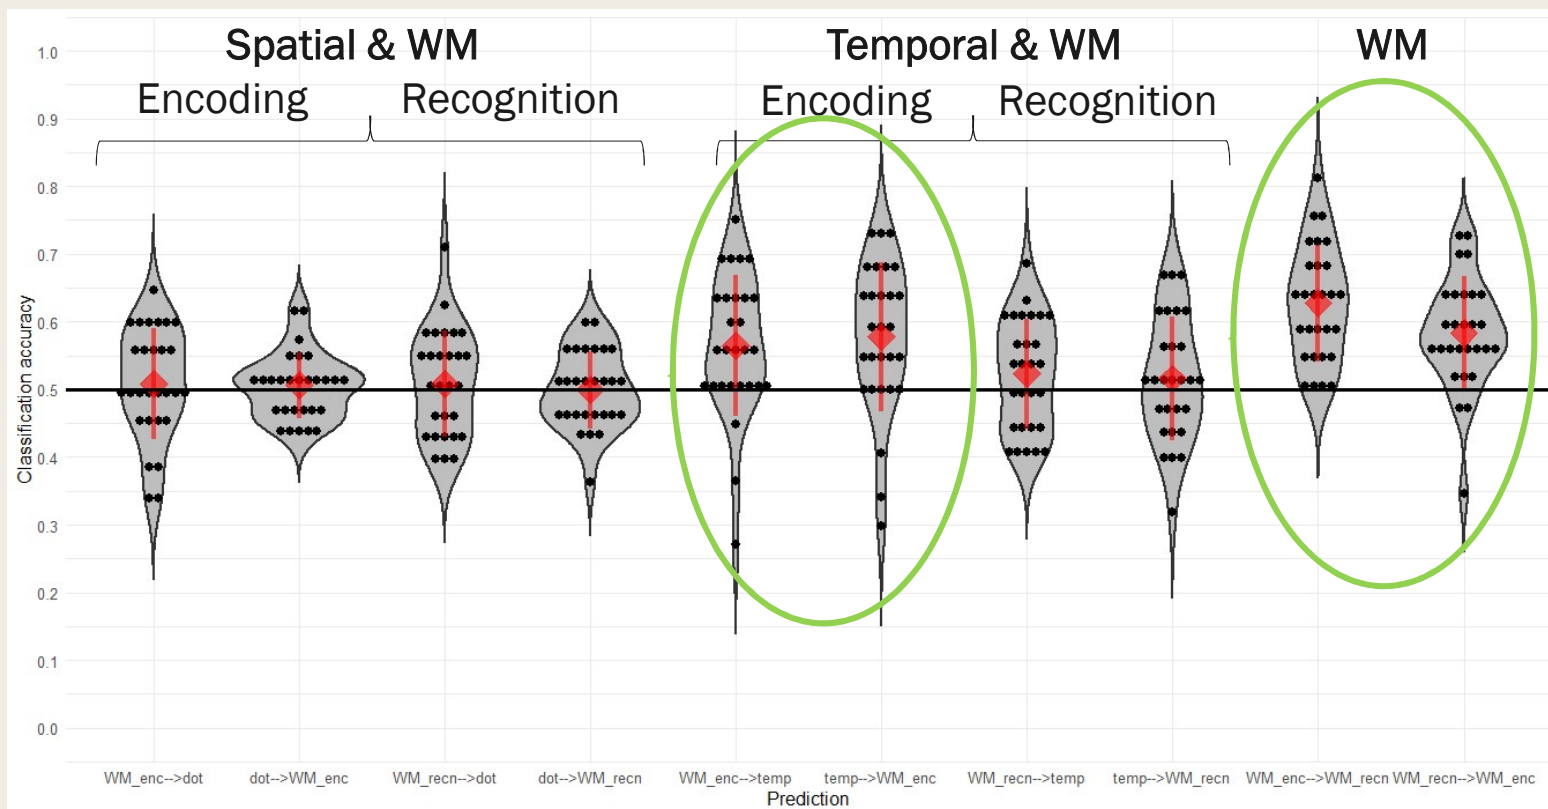 Spatial & WM
Temporal & WM
WM
Encoding
Recognition
Encoding
Recognition
Classification accuracy
1.0
0.9
0.8
0.7
0.6
0.5
0.4
0.3
0.2
0.1
0.0
WM_enc-->dot
dot-->WM_enc
WM_recn-->dot
dot-->WM_recn
WM_enc-->temp
temp-->WM_enc
WM_recn-->temp
temp-->WM_recn
WM_enc-->WM_recn
WM_recn-->WM_enc
Prediction